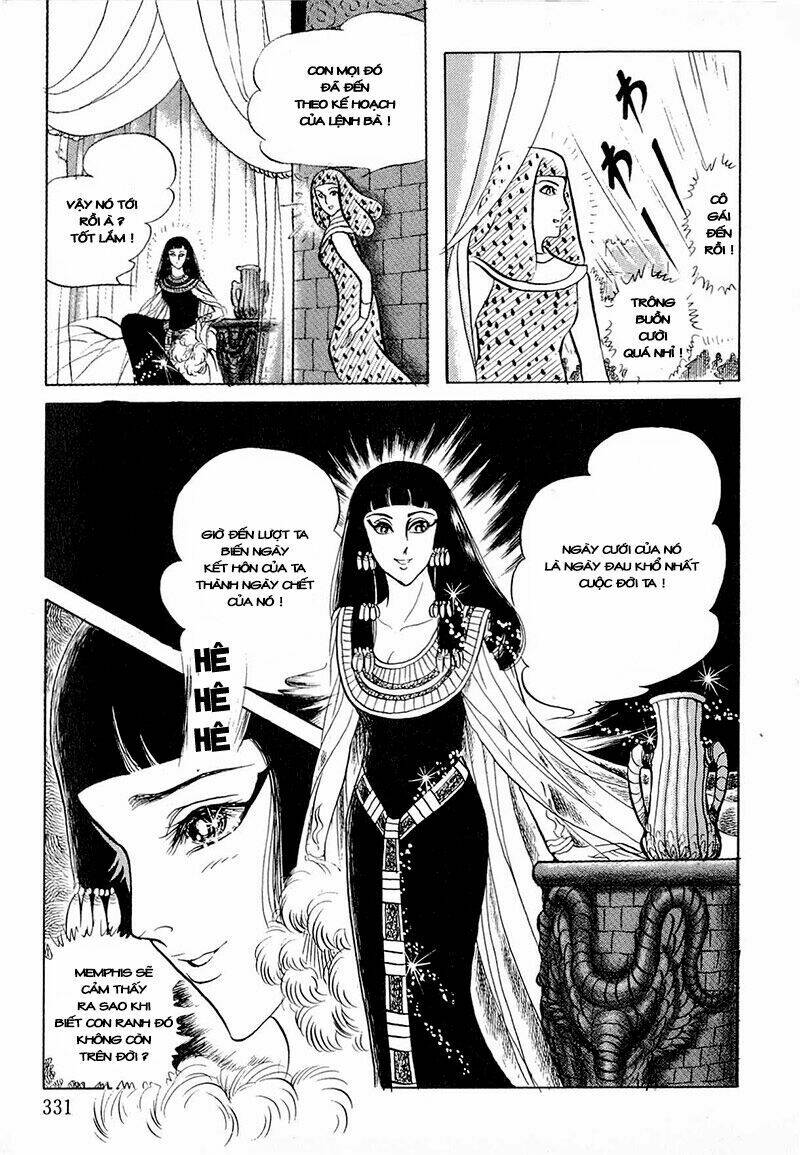 わー
わー
CÔ
GÁI ĐẾN
RỒI !
TRÔNG
BUỒN
CƯỜI
QUÁ NHỈ !
CON MỌI ĐÓ
ĐÃ ĐẾN
THEO KẾ HOẠCH
CỦA LỆNH BÀ !
VẬY NÓ TỚI
RỒI À ?
TỐT LẮM !
NGÀY CƯỚI CỦA NÓ
LÀ NGÀY ĐAU KHỔ NHẤT
CUỘC ĐỜI TA !
GIỜ ĐẾN LƯỢT TA
BIẾN NGÀY
KẾT HÔN CỦA TA
THÀNH NGÀY CHẾT
CỦA NÓ !
HÊ
HÊ
HÊ
MEMPHIS SẼ
CẢM THẤY
RA SAO KHI
BIẾT CON RANH ĐÓ
KHÔNG CÒN
TRÊN ĐỜI ?
331